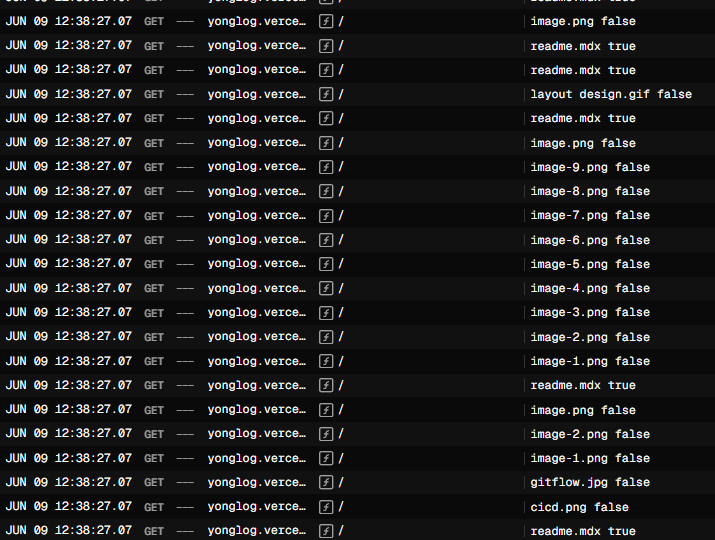 JUN 09 12:38:27.07 GET --- yonglog.verce… / image.png false
JUN 09 12:38:27.07 GET --- yonglog.verce… / readme.mdx true
JUN 09 12:38:27.07 GET --- yonglog.verce… / readme.mdx true
JUN 09 12:38:27.07 GET --- yonglog.verce… / layout design.gif false
JUN 09 12:38:27.07 GET --- yonglog.verce… / readme.mdx true
JUN 09 12:38:27.07 GET --- yonglog.verce… / image.png false
JUN 09 12:38:27.07 GET --- yonglog.verce… / image-9.png false
JUN 09 12:38:27.07 GET --- yonglog.verce… / image-8.png false
JUN 09 12:38:27.07 GET --- yonglog.verce… / image-7.png false
JUN 09 12:38:27.07 GET --- yonglog.verce… / image-6.png false
JUN 09 12:38:27.07 GET --- yonglog.verce… / image-5.png false
JUN 09 12:38:27.07 GET --- yonglog.verce… / image-4.png false
JUN 09 12:38:27.07 GET --- yonglog.verce… / image-3.png false
JUN 09 12:38:27.07 GET --- yonglog.verce… / image-2.png false
JUN 09 12:38:27.07 GET --- yonglog.verce… / image-1.png false
JUN 09 12:38:27.07 GET --- yonglog.verce… / readme.mdx true
JUN 09 12:38:27.07 GET --- yonglog.verce… / image.png false
JUN 09 12:38:27.07 GET --- yonglog.verce… / image-2.png false
JUN 09 12:38:27.07 GET --- yonglog.verce… / image-1.png false
JUN 09 12:38:27.07 GET --- yonglog.verce… / gitflow.jpg false
JUN 09 12:38:27.07 GET --- yonglog.verce… / cicd.png false
JUN 09 12:38:27.07 GET --- yonglog.verce… / readme.mdx true